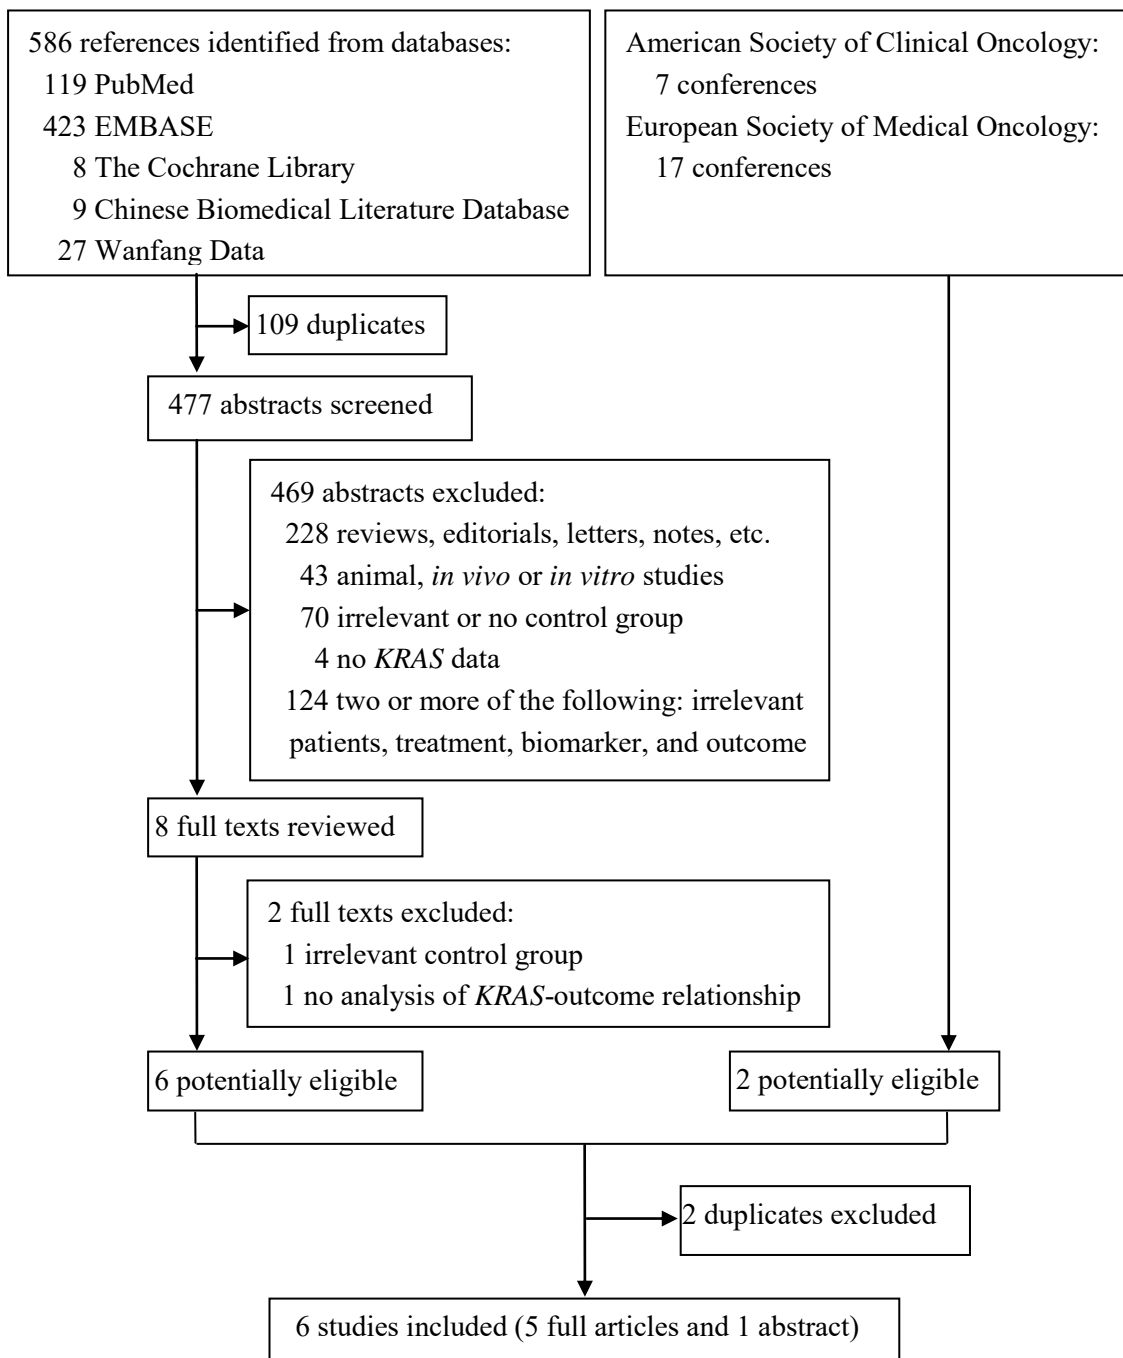 586 references identified from databases:
119 PubMed
423 EMBASE
8 The Cochrane Library
9 Chinese Biomedical Literature Database
27 Wanfang Data
American Society of Clinical Oncology:
7 conferences
European Society of Medical Oncology:
17 conferences
109 duplicates
477 abstracts screened
469 abstracts excluded:
228 reviews, editorials, letters, notes, etc.
43 animal, in vivo or in vitro studies
70 irrelevant or no control group
4 no KRAS data
124 two or more of the following: irrelevant
patients, treatment, biomarker, and outcome
8 full texts reviewed
2 full texts excluded:
1 irrelevant control group
1 no analysis of KRAS-outcome relationship
6 potentially eligible
2 potentially eligible
2 duplicates excluded
6 studies included (5 full articles and 1 abstract)